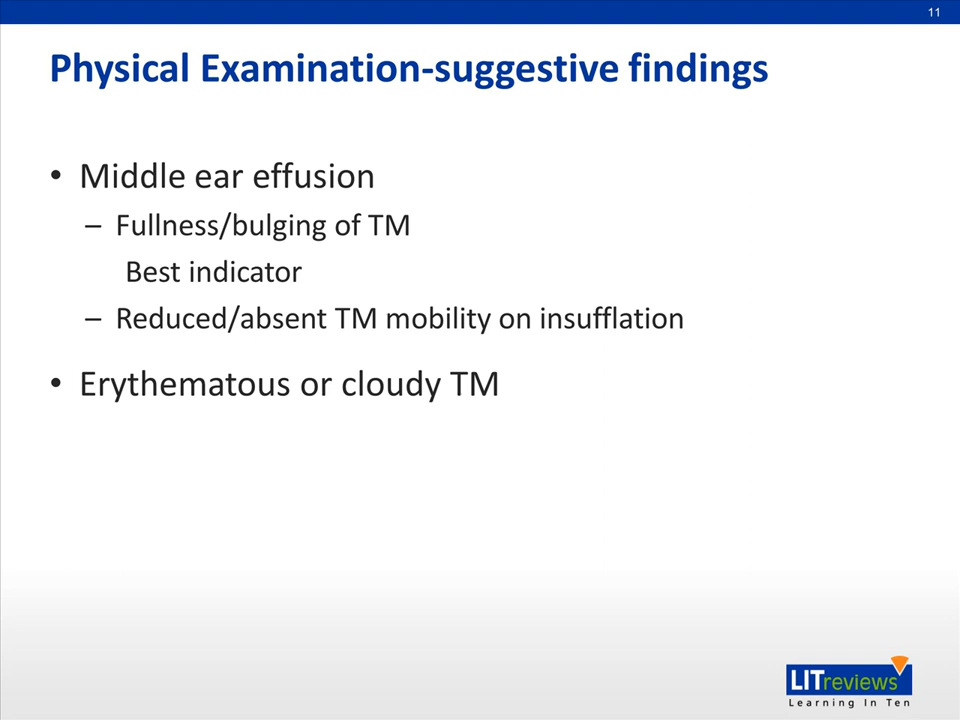 11
Physical Examination-suggestive findings
• Middle ear effusion
– Fullness/bulging of TM
Best indicator
– Reduced/absent TM mobility on insufflation
• Erythematous or cloudy TM
LITreviews
Learning In Ten